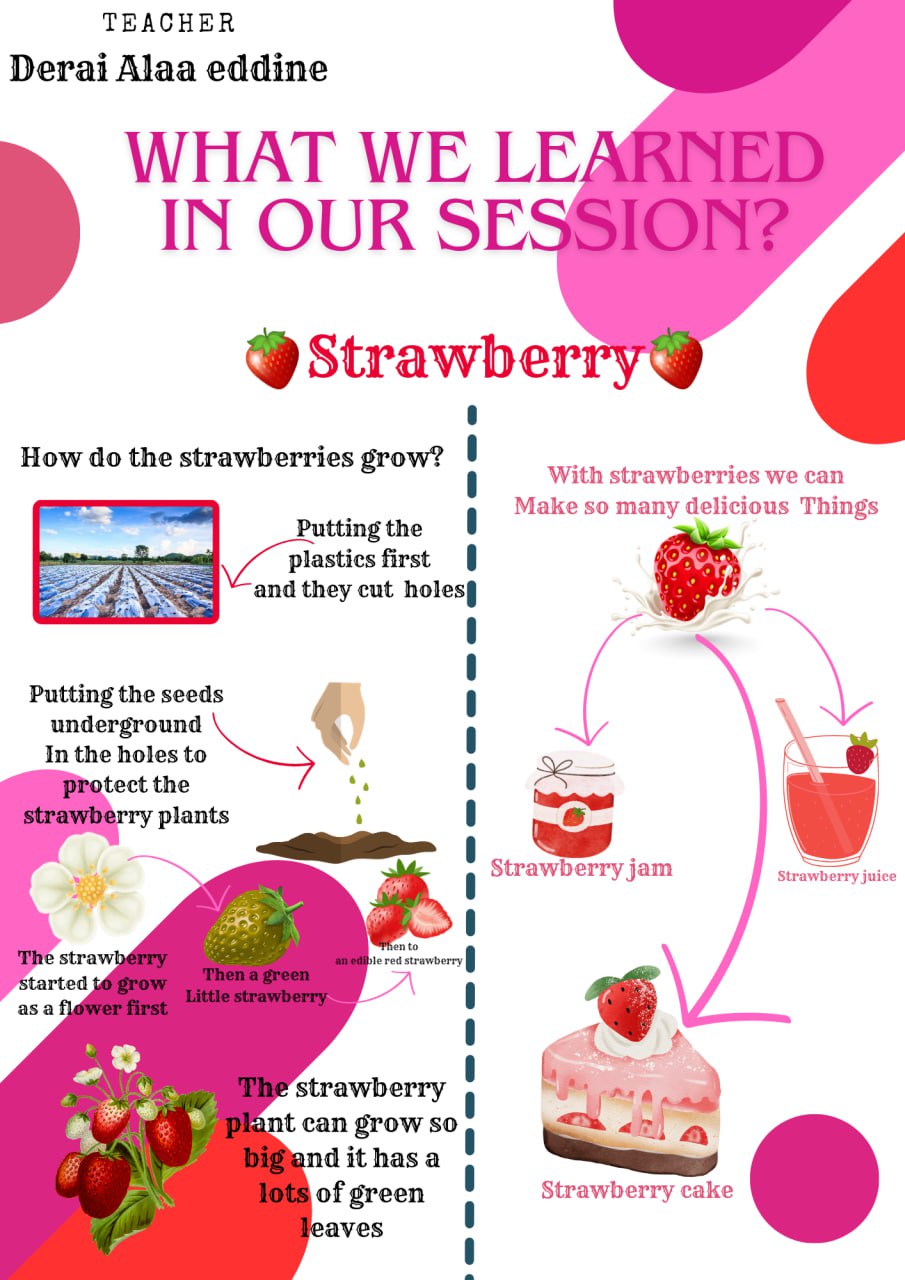 TEACHER
Derai Alaa eddine
WHAT WE LEARNED
IN OUR SESSION?
Strawberry
How do the strawberries grow?
Putting the
plastics first
and they cut holes
Putting the seeds
underground
In the holes to
protect the
strawberry plants
The strawberry
started to grow
as a flower first
Then a green
Little strawberry
Then to
an edible red strawberry
The strawberry
plant can grow so
big and it has a
lots of green
leaves
With strawberries we can
Make so many delicious Things
Strawberry jam
Strawberry juice
Strawberry cake